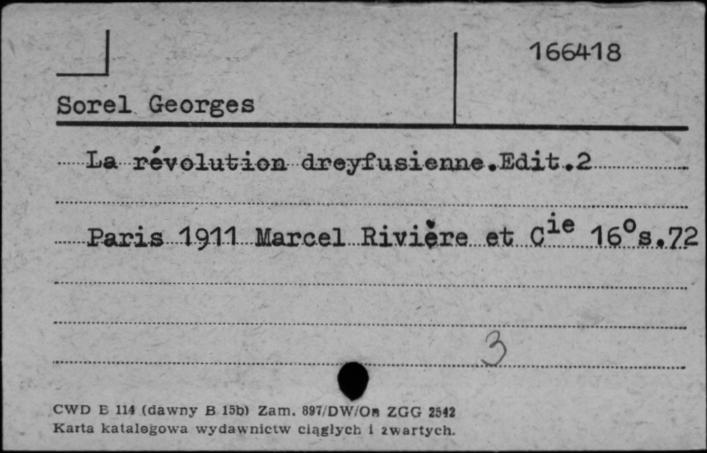 166418
Sorel Georges
La révolution dreyfusienne.Edit.2
Paris 1911 Marcel Rivière et Cie 16°s.72
3
CWD E 114 (dawny B 15b) Zam. 897/DW/On ZGG 2542
Karta katalogowa wydawnictw ciągłych i zwartych.